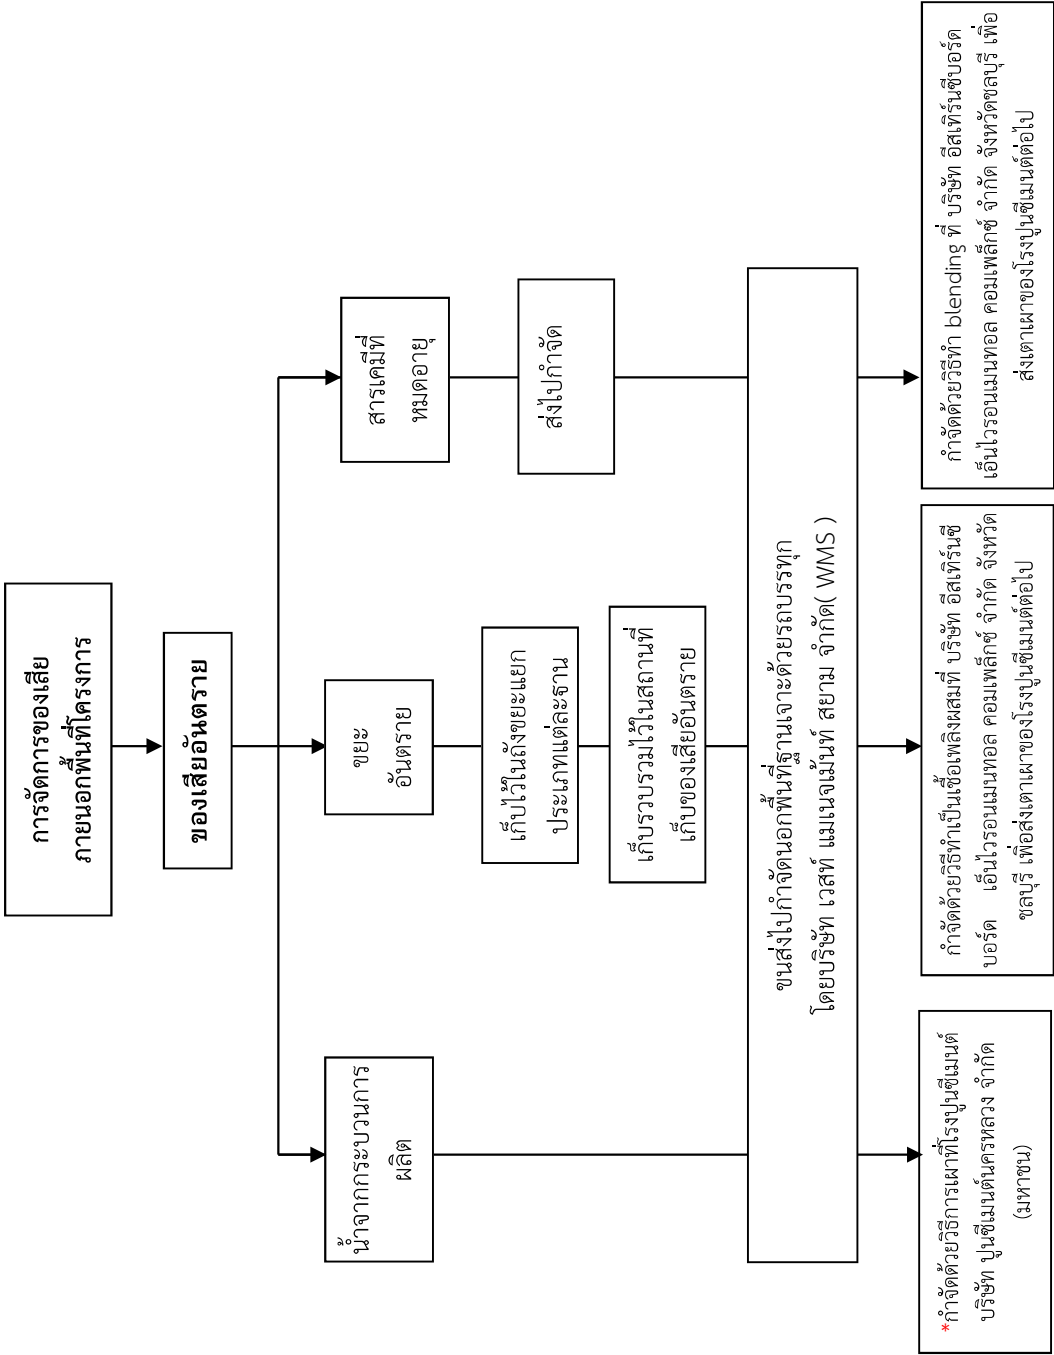 การจัดการของเสีย
ภายนอกพื้นที่โครงการ
ของเสียอันตราย
น้ำจากกระบวนการ
ผลิต
ขยะ
อันตราย
สารเคมีที่
หมดอายุ
เก็บไว้ในถังขยะแยก
ประเภทแต่ละฐาน
ส่งไปกำจัด
เก็บรวบรวมไว้ในสถานที่
เก็บของเสียอันตราย
ขนส่งไปกำจัดนอกพื้นที่ฐานเจาะด้วยรถบรรทุก
โดยบริษัท เวสท์ แมเนจเม้นท์ สยาม จำกัด( WMS )
*กำจัดด้วยวิธีการเผาที่โรงปูนซีเมนต์
บริษัท ปูนซีเมนต์นครหลวง จำกัด
(มหาชน)
กำจัดด้วยวิธีทำเป็นเชื้อเพลิงผสมที่ บริษัท อีสเทิร์นซี
บอร์ด เอ็นไวรอนเมนทอล คอมเพล็กซ์ จำกัด จังหวัด
ชลบุรี เพื่อส่งเตาเผาของโรงปูนซีเมนต์ต่อไป
กำจัดด้วยวิธีทำ blending ที่ บริษัท อีสเทิร์นซีบอร์ด
เอ็นไวรอนเมนทอล คอมเพล็กซ์ จำกัด จังหวัดชลบุรี เพื่อ
ส่งเตาเผาของโรงปูนซีเมนต์ต่อไป